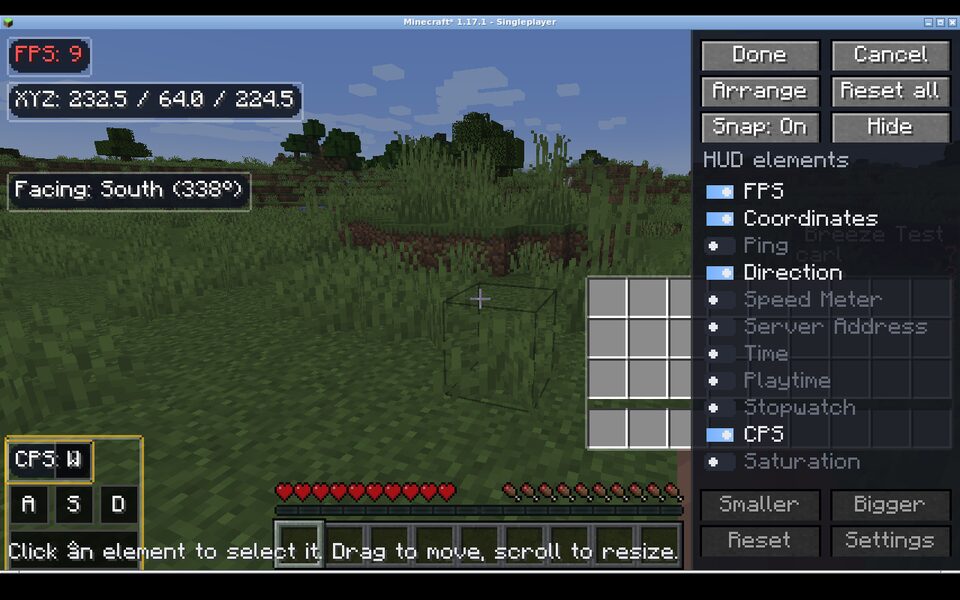 Minecraft* 1.17.1 - Singleplayer
FPS: 9
XYZ: 232.5 / 64.0 / 224.5
Facing: South (338°)
Done
Cancel
Arrange
Reset all
Snap: On
Hide
HUD elements
FPS
Coordinates
Ping
Breeze Test
carl
Direction
Speed Meter
Server Address
Time
Playtime
Stopwatch
CPS
Saturation
CPS: W
A S D
Click an element to select it. Drag to move, scroll to resize.
Smaller
Bigger
Reset
Settings